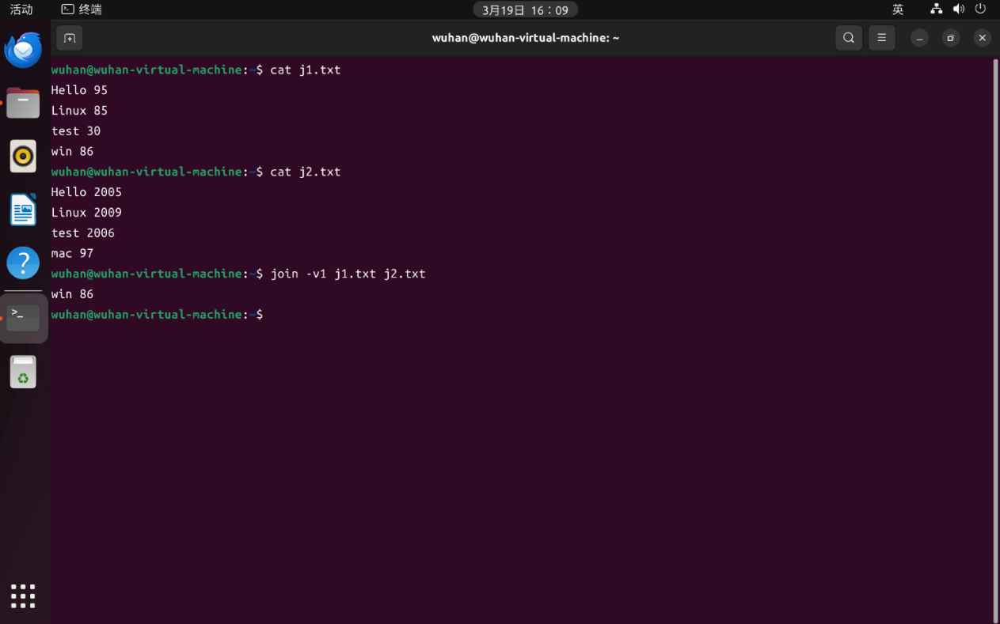 活动 终端 3月19日 16：09 英
wuhan@wuhan-virtual-machine: ~
wuhan@wuhan-virtual-machine:~$ cat j1.txt
Hello 95
Linux 85
test 30
win 86
wuhan@wuhan-virtual-machine:~$ cat j2.txt
Hello 2005
Linux 2009
test 2006
mac 97
wuhan@wuhan-virtual-machine:~$ join -v1 j1.txt j2.txt
win 86
wuhan@wuhan-virtual-machine:~$